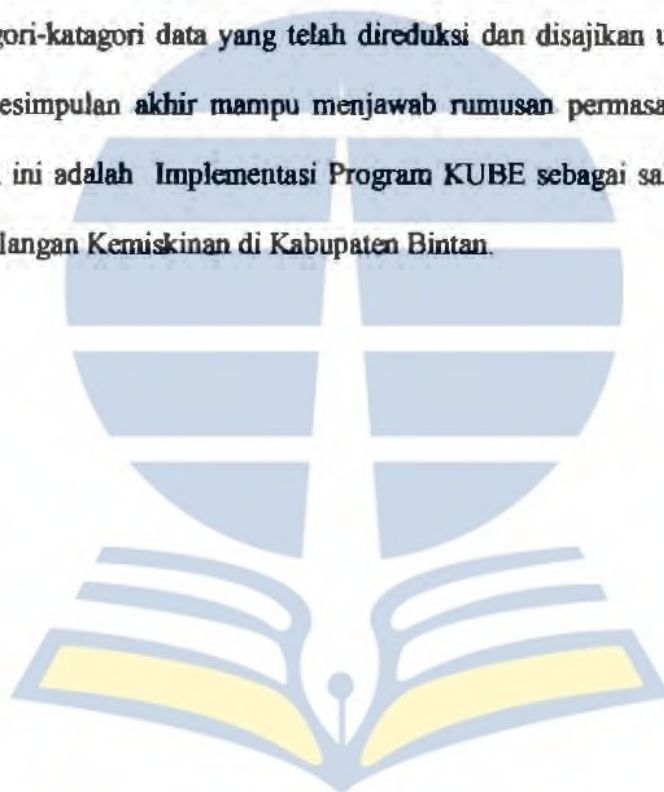 gori-katagori data yang telah direduksi dan disajikan u
esimpulan akhir mampu menjawab rumusan permasa
ini adalah Implementasi Program KUBE sebagai sa
langan Kemiskinan di Kabupaten Bintan.